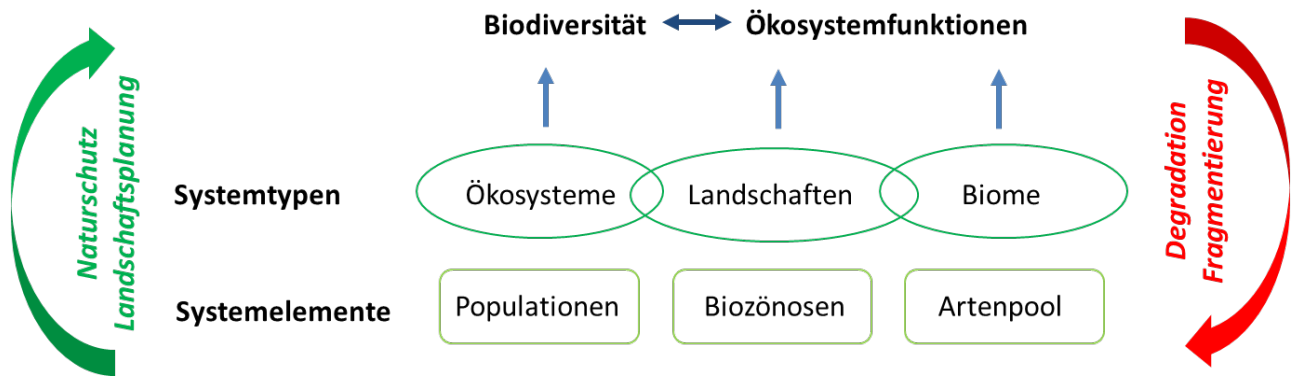 Biodiversität Ökosystemfunktionen
Naturschutz
Landschaftsplanung
Systemtypen Ökosysteme Landschaften Biome
Systemelemente Populationen Biozönosen Artenpool
Degradation
Fragmentierung